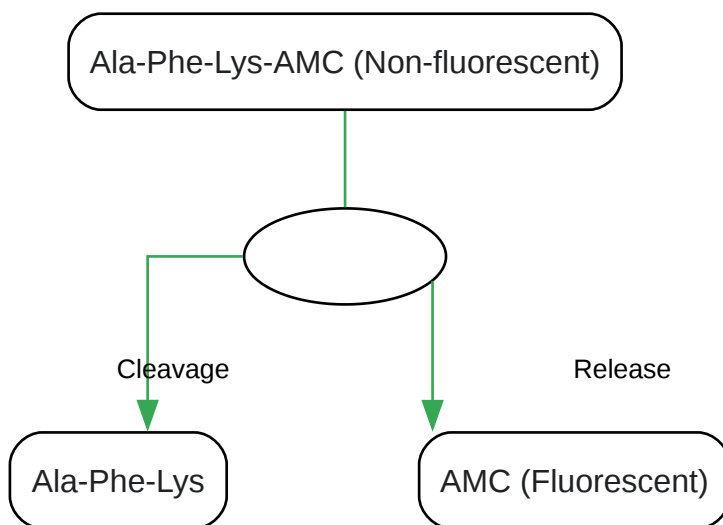 Ala-Phe-Lys-AMC (Non-fluorescent)
Cleavage
Release
Ala-Phe-Lys
AMC (Fluorescent)